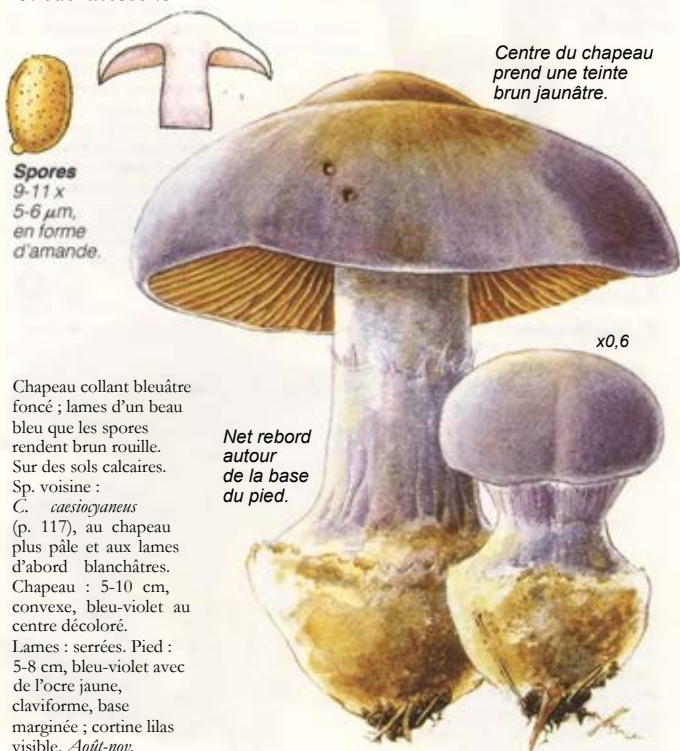 Centre du chapeau
prend une teinte
brun jaunâtre.
Spores
9-11 x
5-6 µm,
en forme
d'amande.
x0,6
Net rebord
autour
de la base
du pied.
Chapeau collant bleuâtre
foncé ; lames d'un beau
bleu que les spores
rendent brun rouille.
Sur des sols calcaires.
Sp. voisine :
C. caesiocyaneus
(p. 117), au chapeau
plus pâle et aux lames
d'abord blanchâtres.
Chapeau : 5-10 cm,
convexe, bleu-violet au
centre décoloré.
Lames : serrées. Pied :
5-8 cm, bleu-violet avec
de l'ocre jaune,
claviforme, base
marginée ; cortine lilas
visible. Août-nov.